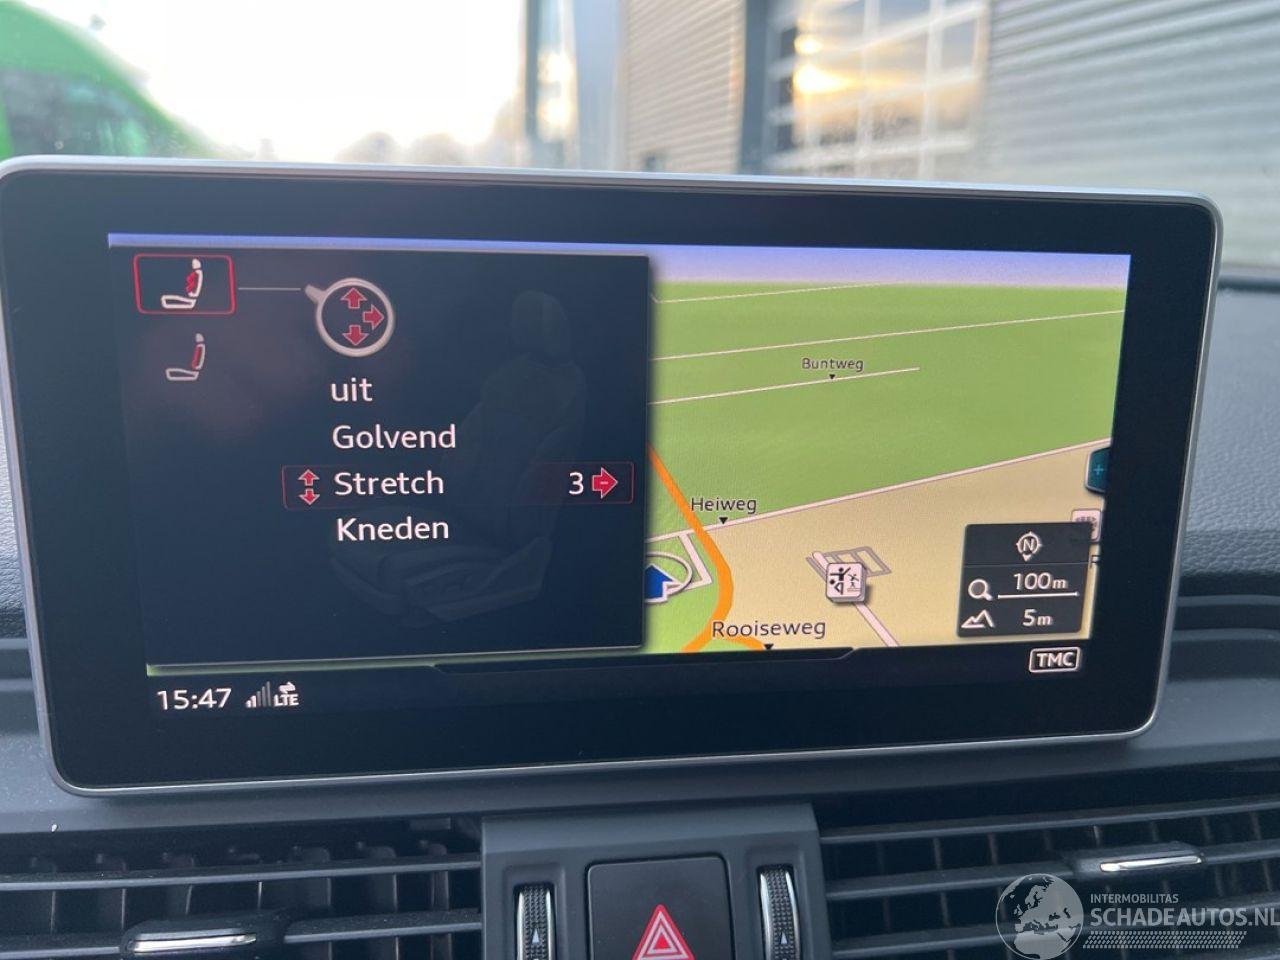 uit
Golvend
Stretch 3
Kneden
Buntweg
Heiweg
Rooiseweg
N
100m
5m
TMC
15:47 LTE
INTERMOBILITAS
SCHADEAUTOS.NL